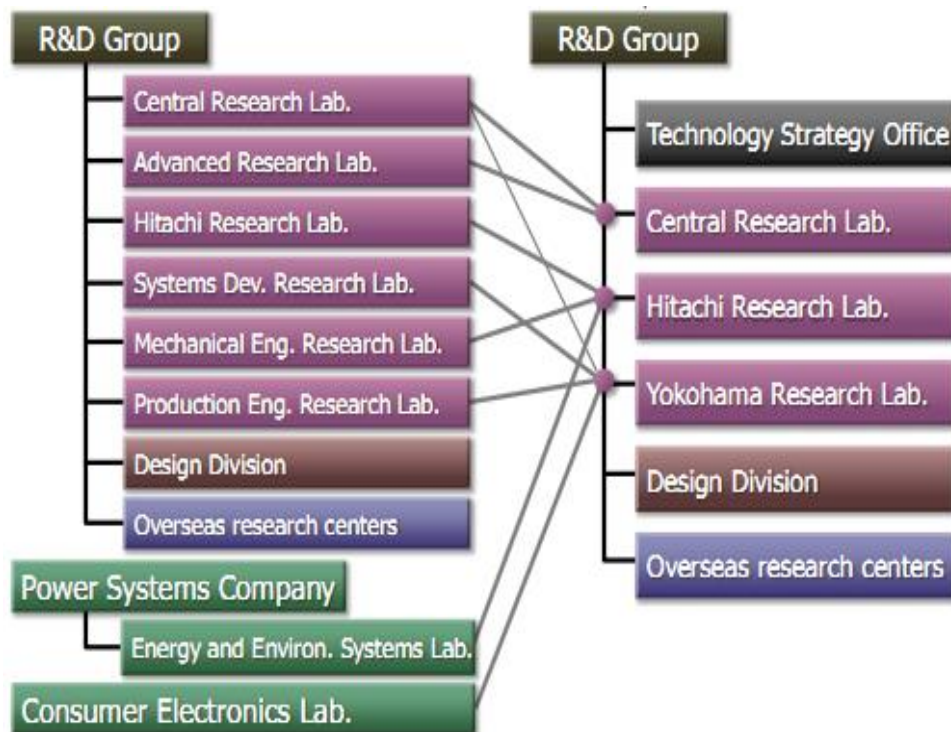 R&D Group
Central Research Lab.
Advanced Research Lab.
Hitachi Research Lab.
Systems Dev. Research Lab.
Mechanical Eng. Research Lab.
Production Eng. Research Lab.
Design Division
Overseas research centers
Power Systems Company
Energy and Environ. Systems Lab.
Consumer Electronics Lab.
R&D Group
Technology Strategy Office
Central Research Lab.
Hitachi Research Lab.
Yokohama Research Lab.
Design Division
Overseas research centers